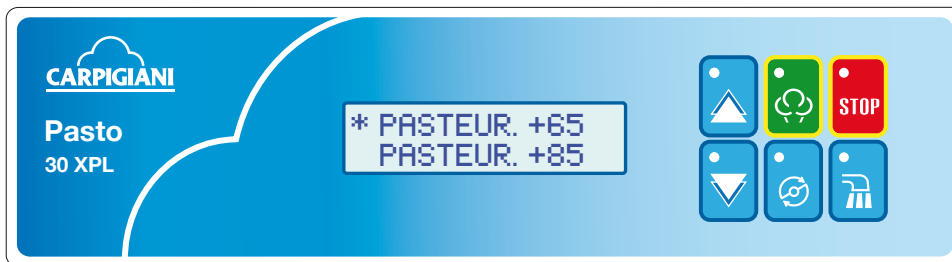 CARPIGIANI
Pasto
30 XPL
* PASTEUR. +65
PASTEUR. +85
STOP